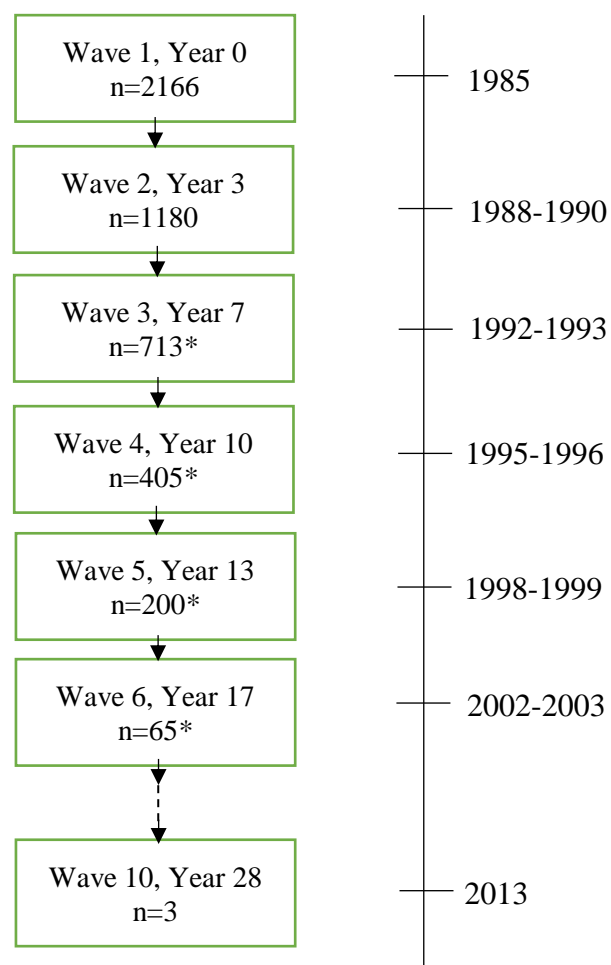 Wave 1, Year 0
n=2166
1985
Wave 2, Year 3
n=1180
1988-1990
Wave 3, Year 7
n=713*
1992-1993
Wave 4, Year 10
n=405*
1995-1996
Wave 5, Year 13
n=200*
1998-1999
Wave 6, Year 17
n=65*
2002-2003
Wave 10, Year 28
n=3
2013